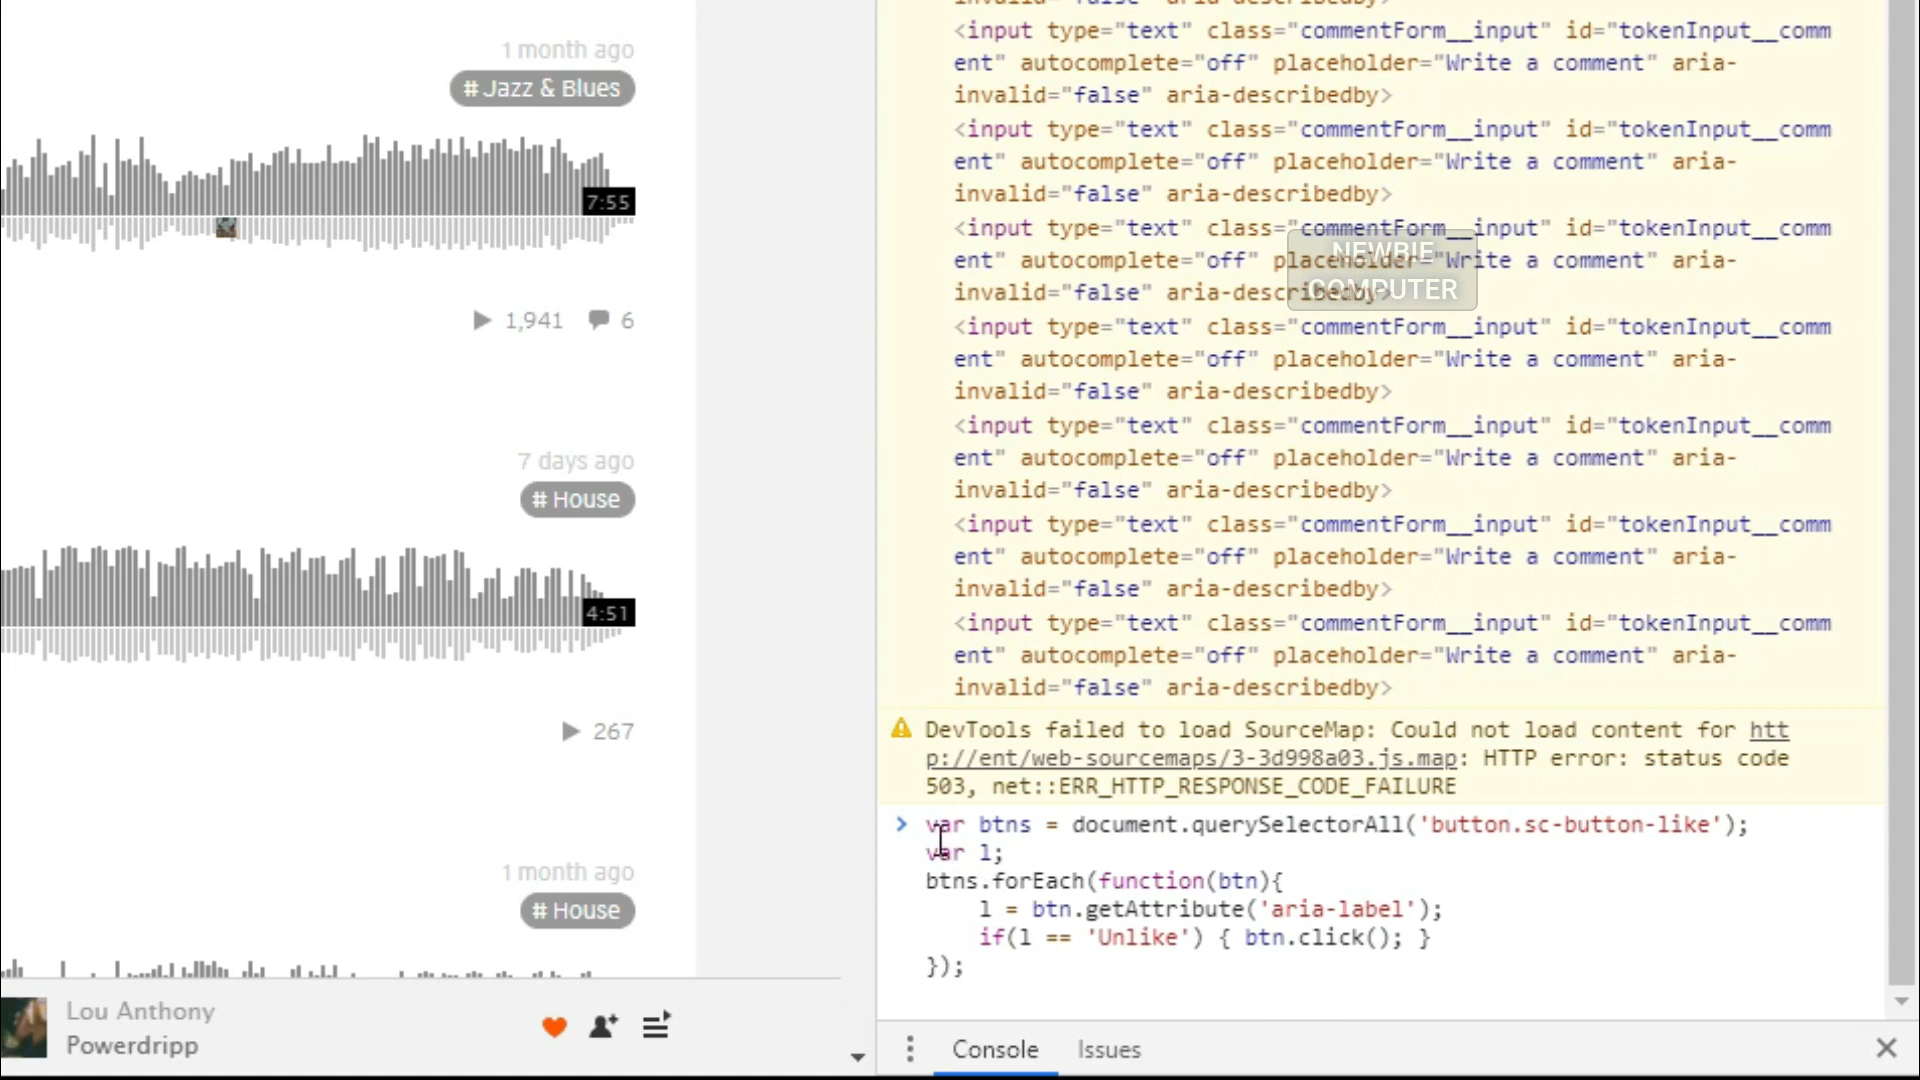 1 month ago
# Jazz & Blues
7:55
1,941 6
7 days ago
# House
4:51
267
1 month ago
# House
Lou Anthony
Powerdripp
invalid="false" aria-describedby>
<input type="text" class="commentForm__input" id="tokenInput__comm
ent" autocomplete="off" placeholder="Write a comment" aria-
invalid="false" aria-describedby>
<input type="text" class="commentForm__input" id="tokenInput__comm
ent" autocomplete="off" placeholder="Write a comment" aria-
invalid="false" aria-describedby>
<input type="text" class="commentForm__input" id="tokenInput__comm
ent" autocomplete="off" placeholder="Write a comment" aria-
invalid="false" aria-describedby>
NEWBIE
COMPUTER
<input type="text" class="commentForm__input" id="tokenInput__comm
ent" autocomplete="off" placeholder="Write a comment" aria-
invalid="false" aria-describedby>
<input type="text" class="commentForm__input" id="tokenInput__comm
ent" autocomplete="off" placeholder="Write a comment" aria-
invalid="false" aria-describedby>
<input type="text" class="commentForm__input" id="tokenInput__comm
ent" autocomplete="off" placeholder="Write a comment" aria-
invalid="false" aria-describedby>
<input type="text" class="commentForm__input" id="tokenInput__comm
ent" autocomplete="off" placeholder="Write a comment" aria-
invalid="false" aria-describedby>
DevTools failed to load SourceMap: Could not load content for htt
p://ent/web-sourcemaps/3-3d998a03.js.map: HTTP error: status code
503, net::ERR_HTTP_RESPONSE_CODE_FAILURE
> var btns = document.querySelectorAll('button.sc-button-like');
var l;
btns.forEach(function(btn){
l = btn.getAttribute('aria-label');
if(l == 'Unlike') { btn.click(); }
});
Console Issues